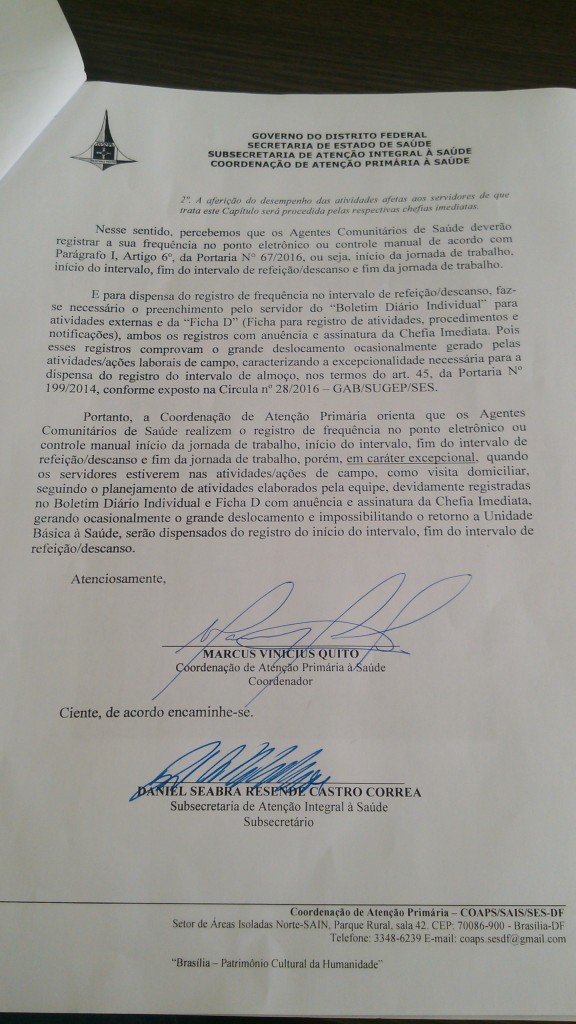 GOVERNO DO DISTRITO FEDERAL
SECRETARIA DE ESTADO DE SAÚDE
SUBSECRETARIA DE ATENÇÃO INTEGRAL À SAÚDE
COORDENAÇÃO DE ATENÇÃO PRIMÁRIA À SAÚDE
2º. A aferição do desempenho das atividades afetas aos servidores de que
trata este Capítulo será procedida pelas respectivas chefias imediatas.
Nesse sentido, percebemos que os Agentes Comunitários de Saúde deverão
registrar a sua frequência no ponto eletrônico ou controle manual de acordo com
Parágrafo I, Artigo 6º, da Portaria N° 67/2016, ou seja, início da jornada de trabalho,
início do intervalo, fim do intervalo de refeição/descanso e fim da jornada de trabalho.
E para dispensa do registro de frequência no intervalo de refeição/descanso, faz-
se necessário o preenchimento pelo servidor do "Boletim Diário Individual" para
atividades externas e da "Ficha D" (Ficha para registro de atividades, procedimentos e
notificações), ambos os registros com anuência e assinatura da Chefia Imediata. Pois
esses registros comprovam o grande deslocamento ocasionalmente gerado pelas
atividades/ações laborais de campo, caracterizando a excepcionalidade necessária para a
dispensa do registro do intervalo de almoço, nos termos do art. 45, da Portaria Nº
199/2014, conforme exposto na Circula nº 28/2016 – GAB/SUGEP/SES.
Portanto, a Coordenação de Atenção Primária orienta que os Agentes
Comunitários de Saúde realizem o registro de frequência no ponto eletrônico ou
controle manual início da jornada de trabalho, início do intervalo, fim do intervalo de
refeição/descanso e fim da jornada de trabalho, porém, em caráter excepcional, quando
os servidores estiverem nas atividades/ações de campo, como visita domiciliar,
seguindo o planejamento de atividades elaborados pela equipe, devidamente registradas
no Boletim Diário Individual e Ficha D com anuência e assinatura da Chefia Imediata,
gerando ocasionalmente o grande deslocamento e impossibilitando o retorno a Unidade
Básica à Saúde, serão dispensados do registro do início do intervalo, fim do intervalo de
refeição/descanso.
Atenciosamente,
MARCUS VINICIUS QUITO
Coordenação de Atenção Primária à Saúde
Coordenador
Ciente, de acordo encaminhe-se.
DANIEL SEABRA RESENDE CASTRO CORREA
Subsecretaria de Atenção Integral à Saúde
Subsecretário
Coordenação de Atenção Primária – COAPS/SAIS/SES-DF
Setor de Áreas Isoladas Norte-SAIN, Parque Rural, sala 42. CEP: 70086-900 - Brasília-DF
Telefone: 3348-6239 E-mail: coaps.sesdf@gmail.com
"Brasília – Patrimônio Cultural da Humanidade"